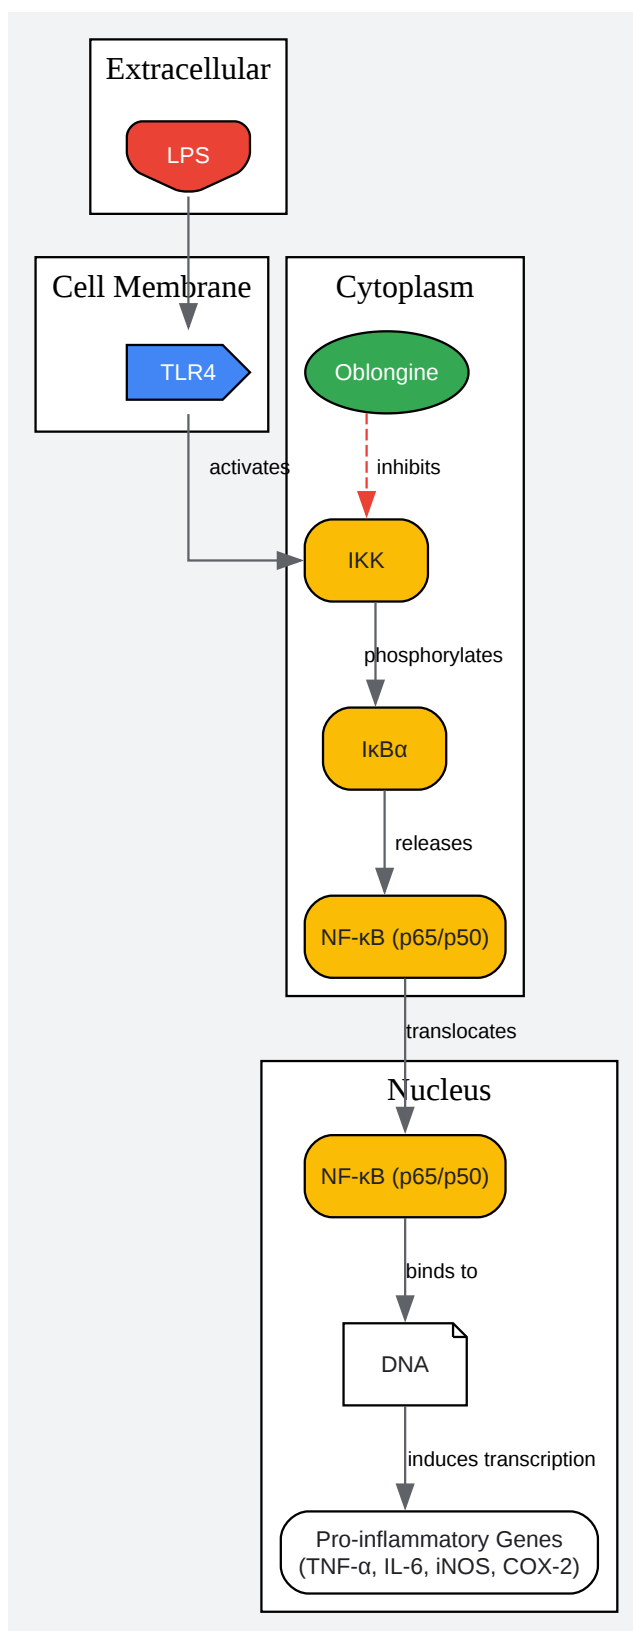 Extracellular
LPS
Cell Membrane
TLR4
Cytoplasm
Oblongine
activates
inhibits
IKK
phosphorylates
IκBα
releases
NF-κB (p65/p50)
translocates
Nucleus
NF-κB (p65/p50)
binds to
DNA
induces transcription
Pro-inflammatory Genes
(TNF-α, IL-6, iNOS, COX-2)